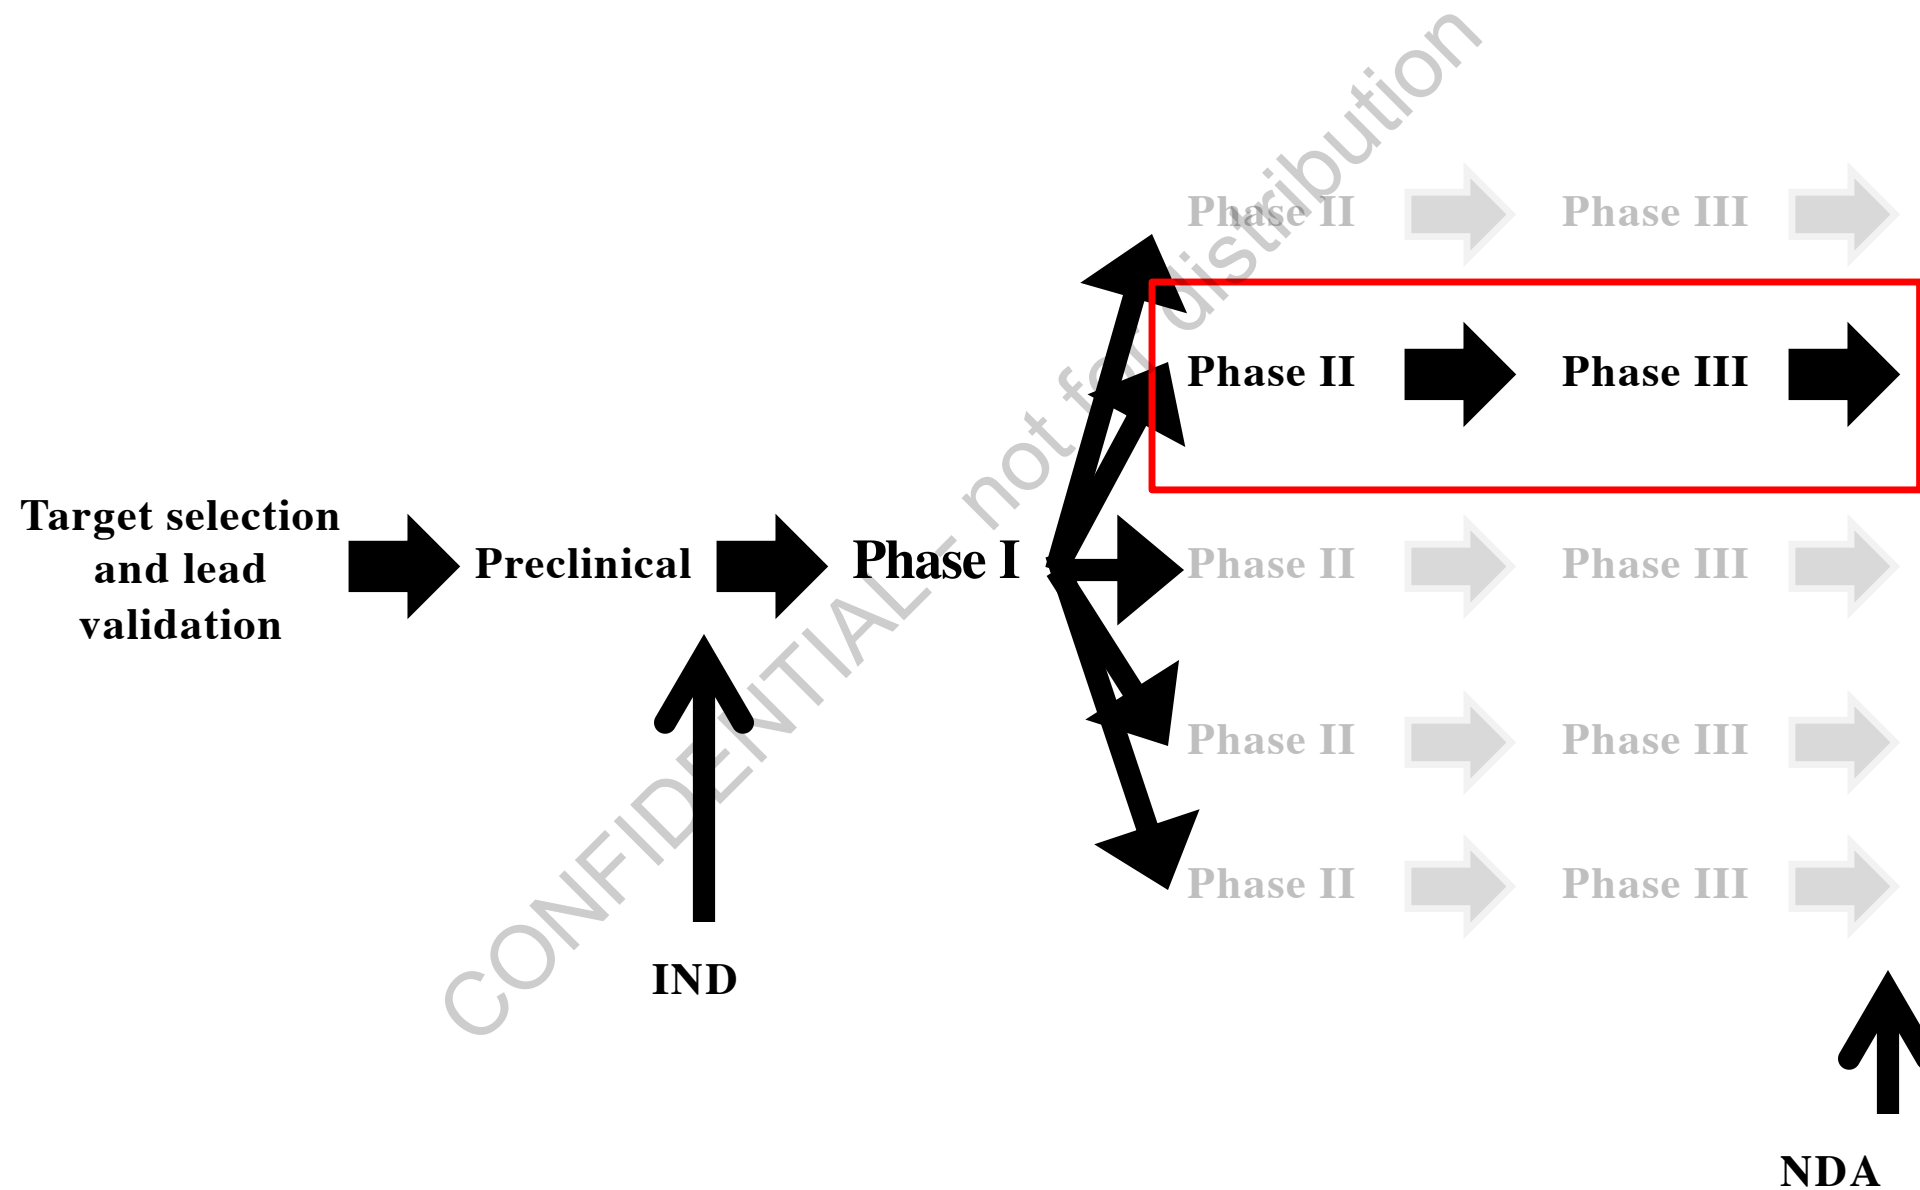 Phase II Phase III
Phase II Phase III
Target selection
and lead
validation
Preclinical
Phase I
Phase II Phase III
Phase II Phase III
Phase II Phase III
IND
NDA
CONFIDENTIAL - not for distribution